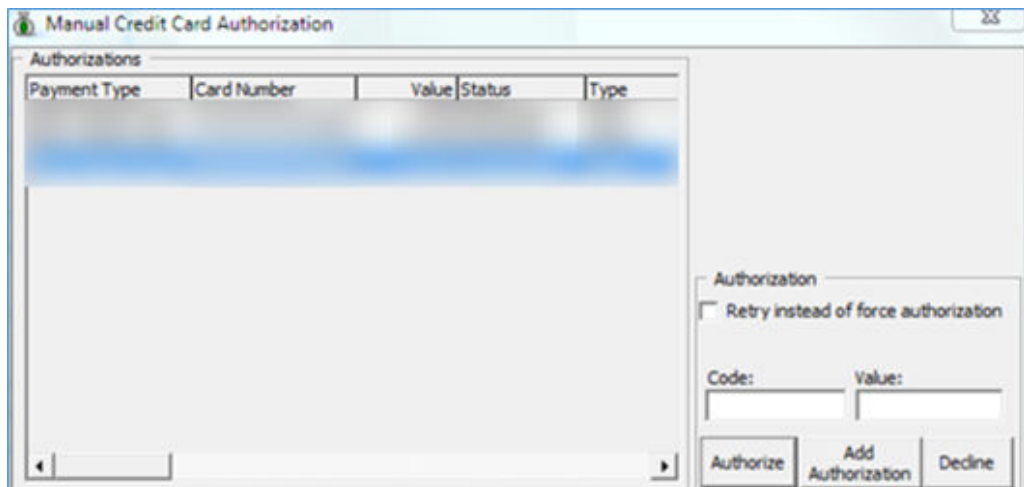 Manual Credit Card Authorization
Authorizations
Payment Type Card Number Value Status Type
Authorization
Retry instead of force authorization
Code: Value:
Authorize Add Authorization Decline